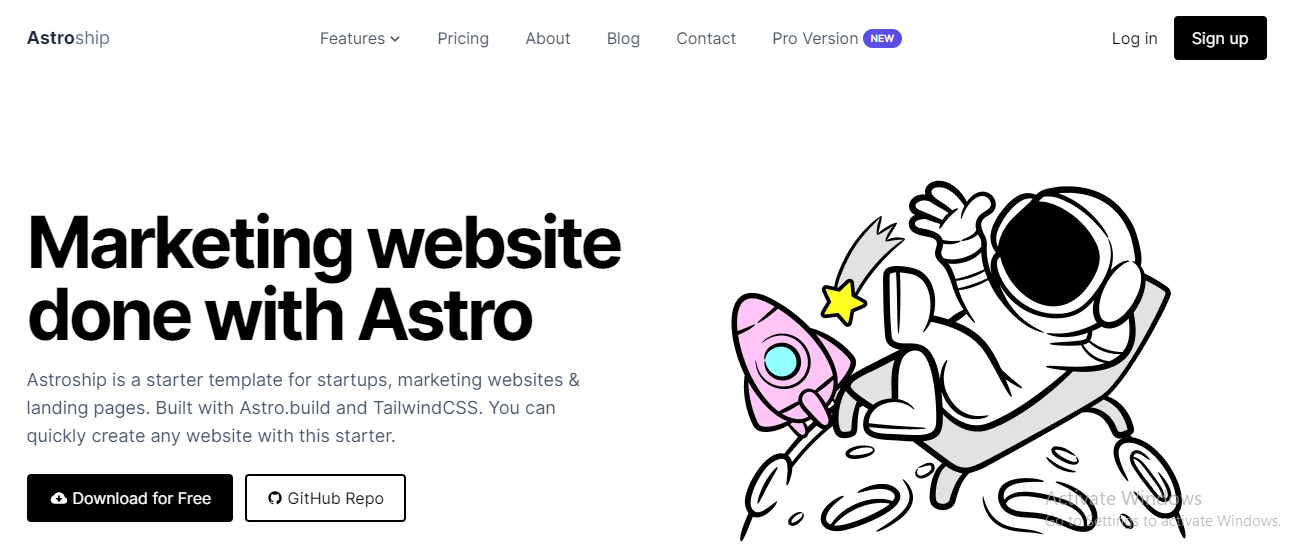 Astroship
Features
Pricing
About
Blog
Contact
Pro Version NEW
Log in
Sign up
Marketing website
done with Astro
Astroship is a starter template for startups, marketing websites &
landing pages. Built with Astro.build and TailwindCSS. You can
quickly create any website with this starter.
Download for Free
GitHub Repo
Activate Windows
Go to Settings to activate Windows.